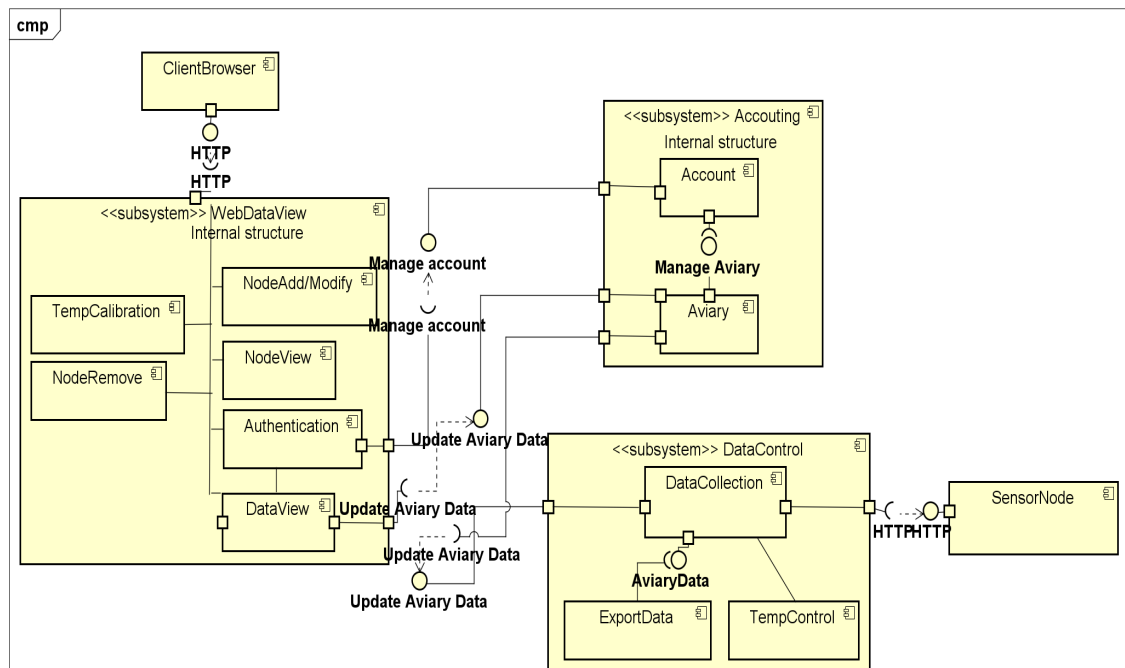 cmp
ClientBrowser
HTTP
HTTP
<<subsystem>> WebDataView
Internal structure
NodeAdd/Modify
TempCalibration
NodeView
NodeRemove
Authentication
DataView
Manage account
Manage account
Update Aviary Data
Update Aviary Data
Update Aviary Data
Update Aviary Data
<<subsystem>> Accouting
Internal structure
Account
Manage Aviary
Aviary
<<subsystem>> DataControl
DataCollection
AviaryData
ExportData
TempControl
HTTP
HTTP
SensorNode